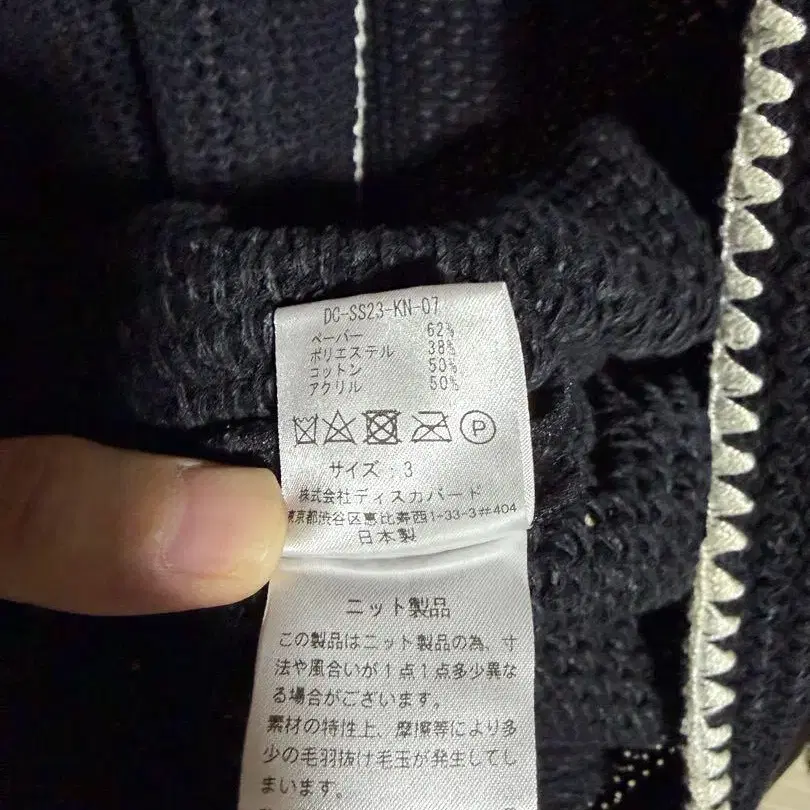 DC-SS23-KN-07
ペーパー 62%
ポリエステル 38%
コットン 50%
アクリル 50%
P
サイズ：3
株式会社ディスカバード
東京都渋谷区恵比寿西1-33-3#404
日本製
ニット製品
この製品はニット製品の為、寸
法や風合いが1点1点多少異な
る場合がございます。
素材の特性上、摩擦等により多
少の毛羽抜け毛玉が発生してし
まいます。